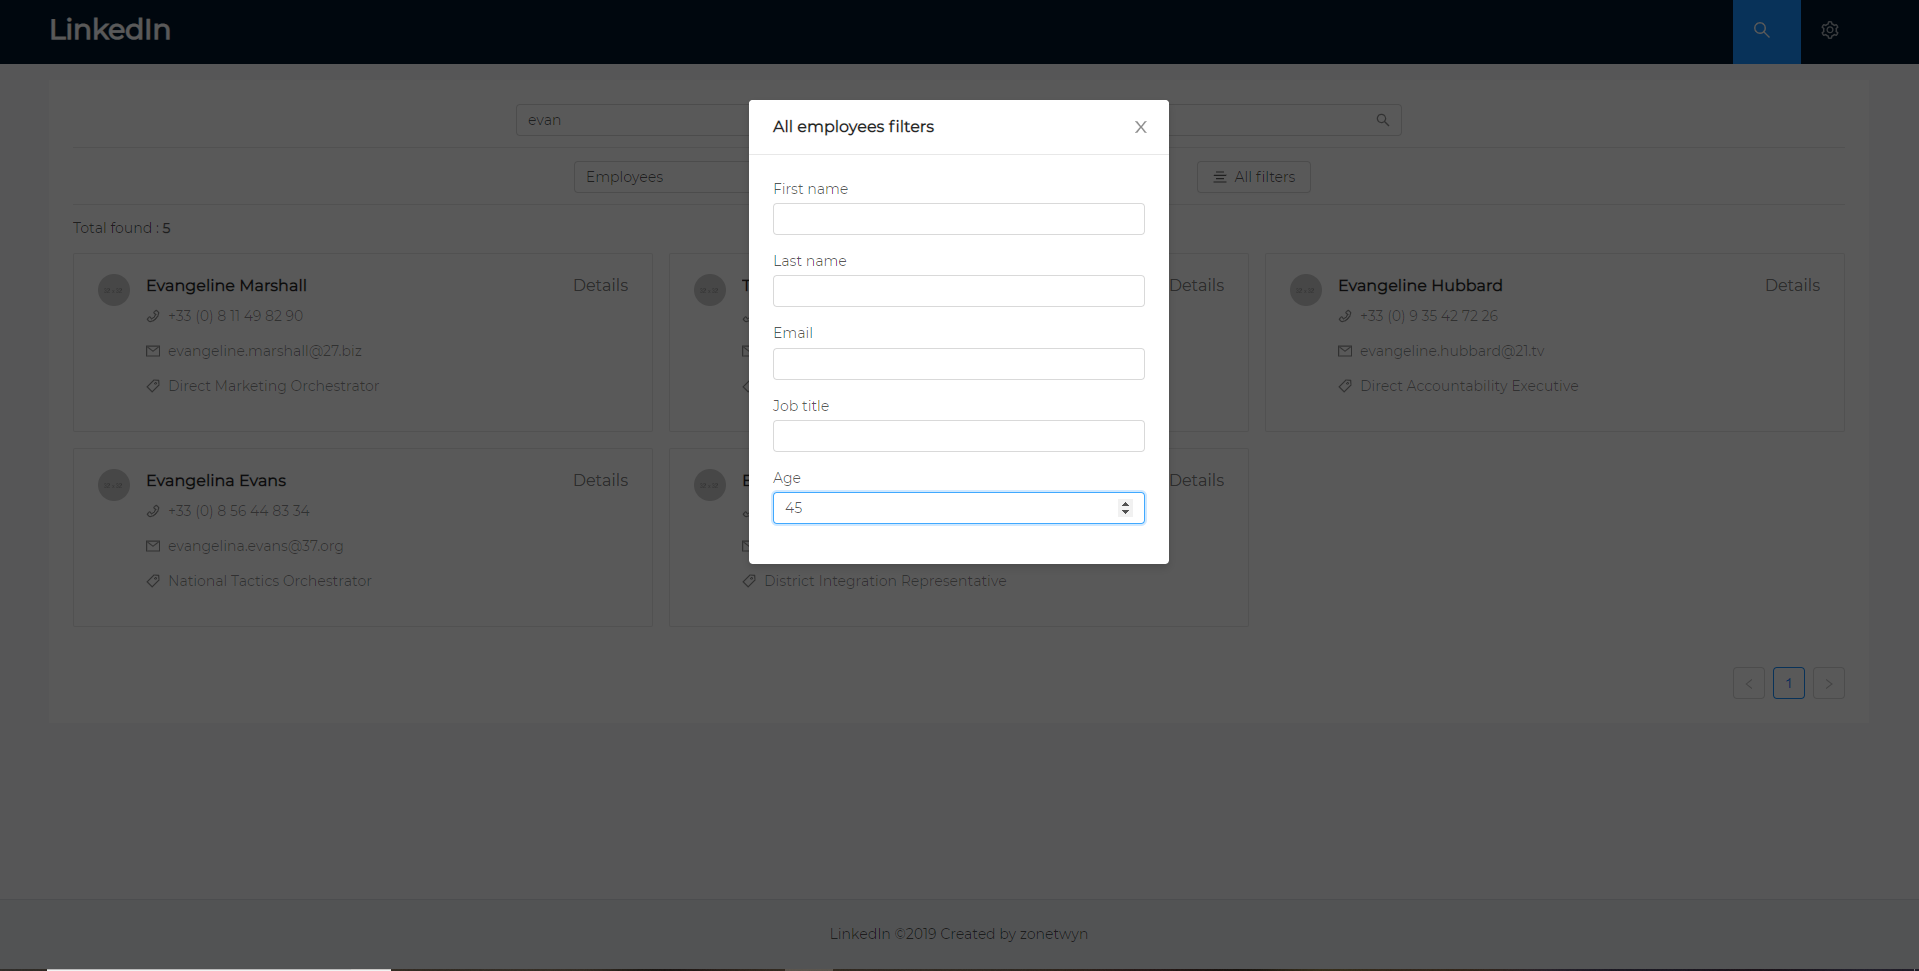 LinkedIn
evan
All employees filters
X
Employees
All filters
First name
Last name
Email
Job title
Age
45
Total found : 5
Evangeline Marshall
Details
+33 (0) 8 11 49 82 90
evangeline.marshall@27.biz
Direct Marketing Orchestrator
T
Details
Evangeline Hubbard
Details
+33 (0) 9 35 42 72 26
evangeline.hubbard@21.tv
Direct Accountability Executive
Evangelina Evans
Details
+33 (0) 8 56 44 83 34
evangelina.evans@37.org
National Tactics Orchestrator
E
Details
District Integration Representative
< 1 >
LinkedIn ©2019 Created by zonetwyn